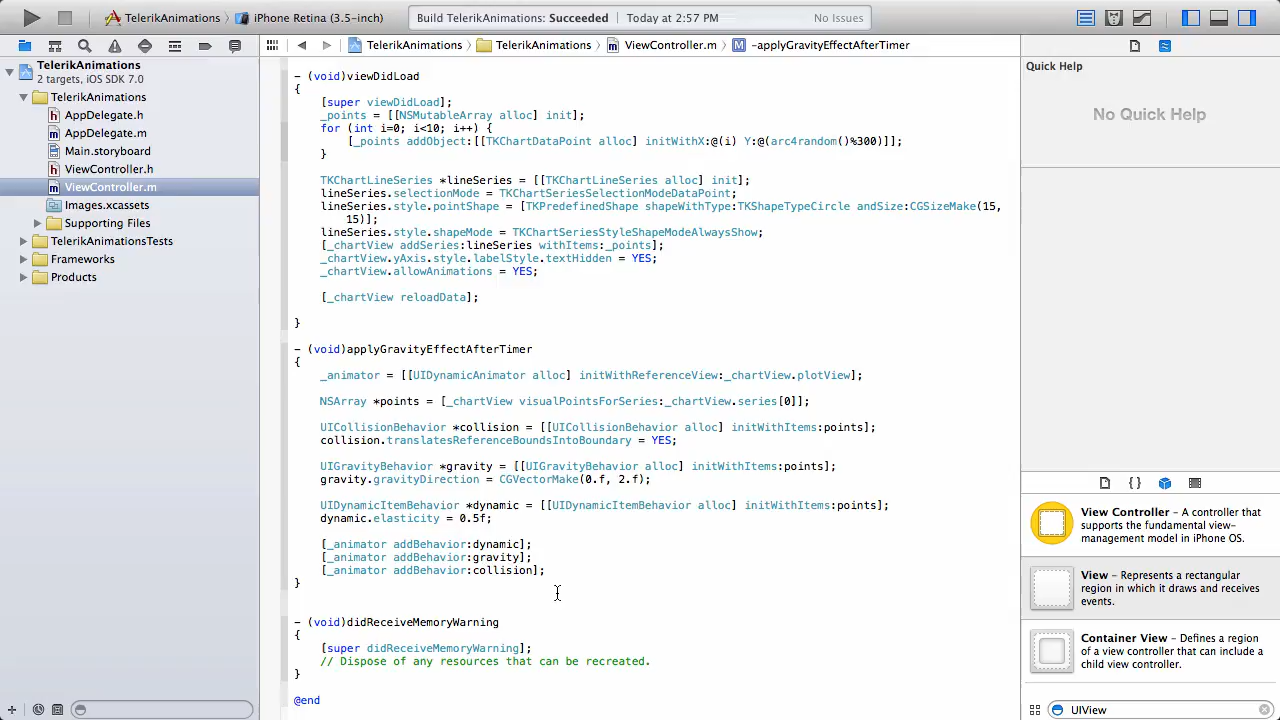 TelerikAnimations
iPhone Retina (3.5-inch)
Build TelerikAnimations: Succeeded
Today at 2:57 PM
No Issues
TelerikAnimations
TelerikAnimations
ViewController.m
M
-applyGravityEffectAfterTimer
TelerikAnimations
2 targets, iOS SDK 7.0
TelerikAnimations
h AppDelegate.h
m AppDelegate.m
Main.storyboard
h ViewController.h
m ViewController.m
Images.xcassets
Supporting Files
TelerikAnimationsTests
Frameworks
Products
- (void)viewDidLoad
{
[super viewDidLoad];
_points = [[NSMutableArray alloc] init];
for (int i=0; i<10; i++) {
[_points addObject:[[TKChartDataPoint alloc] initWithX:@(i) Y:@(arc4random()%300)]];
}
TKChartLineSeries *lineSeries = [[TKChartLineSeries alloc] init];
lineSeries.selectionMode = TKChartSeriesSelectionModeDataPoint;
lineSeries.style.pointShape = [TKPredefinedShape shapeWithType:TKShapeTypeCircle andSize:CGSizeMake(15,
15)];
lineSeries.style.shapeMode = TKChartSeriesStyleShapeModeAlwaysShow;
[_chartView addSeries:lineSeries withItems:_points];
_chartView.yAxis.style.labelStyle.textHidden = YES;
_chartView.allowAnimations = YES;
[_chartView reloadData];
}
- (void)applyGravityEffectAfterTimer
{
_animator = [[UIDynamicAnimator alloc] initWithReferenceView:_chartView.plotView];
NSArray *points = [_chartView visualPointsForSeries:_chartView.series[0]];
UICollisionBehavior *collision = [[UICollisionBehavior alloc] initWithItems:points];
collision.translatesReferenceBoundsIntoBoundary = YES;
UIGravityBehavior *gravity = [[UIGravityBehavior alloc] initWithItems:points];
gravity.gravityDirection = CGVectorMake(0.f, 2.f);
UIDynamicItemBehavior *dynamic = [[UIDynamicItemBehavior alloc] initWithItems:points];
dynamic.elasticity = 0.5f;
[_animator addBehavior:dynamic];
[_animator addBehavior:gravity];
[_animator addBehavior:collision];
}
- (void)didReceiveMemoryWarning
{
[super didReceiveMemoryWarning];
// Dispose of any resources that can be recreated.
}
@end
Quick Help
No Quick Help
{ }
View Controller - A controller that
supports the fundamental view-
management model in iPhone OS.
View - Represents a rectangular
region in which it draws and receives
events.
Container View - Defines a region
of a view controller that can include a
child view controller.
UIView